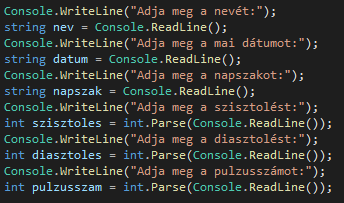 Console.WriteLine("Adja meg a nevét:");
string nev = Console.ReadLine();
Console.WriteLine("Adja meg a mai dátumot:");
string datum = Console.ReadLine();
Console.WriteLine("Adja meg a napszakot:");
string napszak = Console.ReadLine();
Console.WriteLine("Adja meg a szisztolést:");
int szisztoles = int.Parse(Console.ReadLine());
Console.WriteLine("Adja meg a diasztolést:");
int diasztoles = int.Parse(Console.ReadLine());
Console.WriteLine("Adja meg a pulzusszámot:");
int pulzusszam = int.Parse(Console.ReadLine());